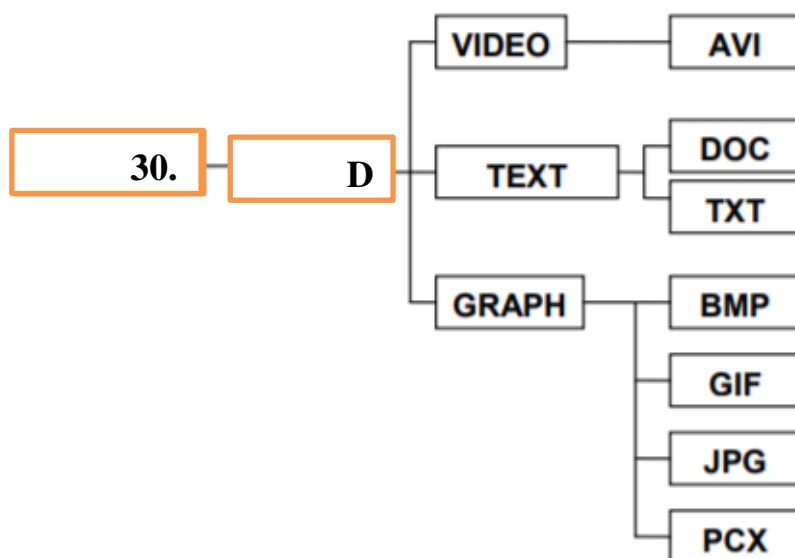 VIDEO AVI
DOC
30. D TEXT
TXT
GRAPH BMP
GIF
JPG
PCX